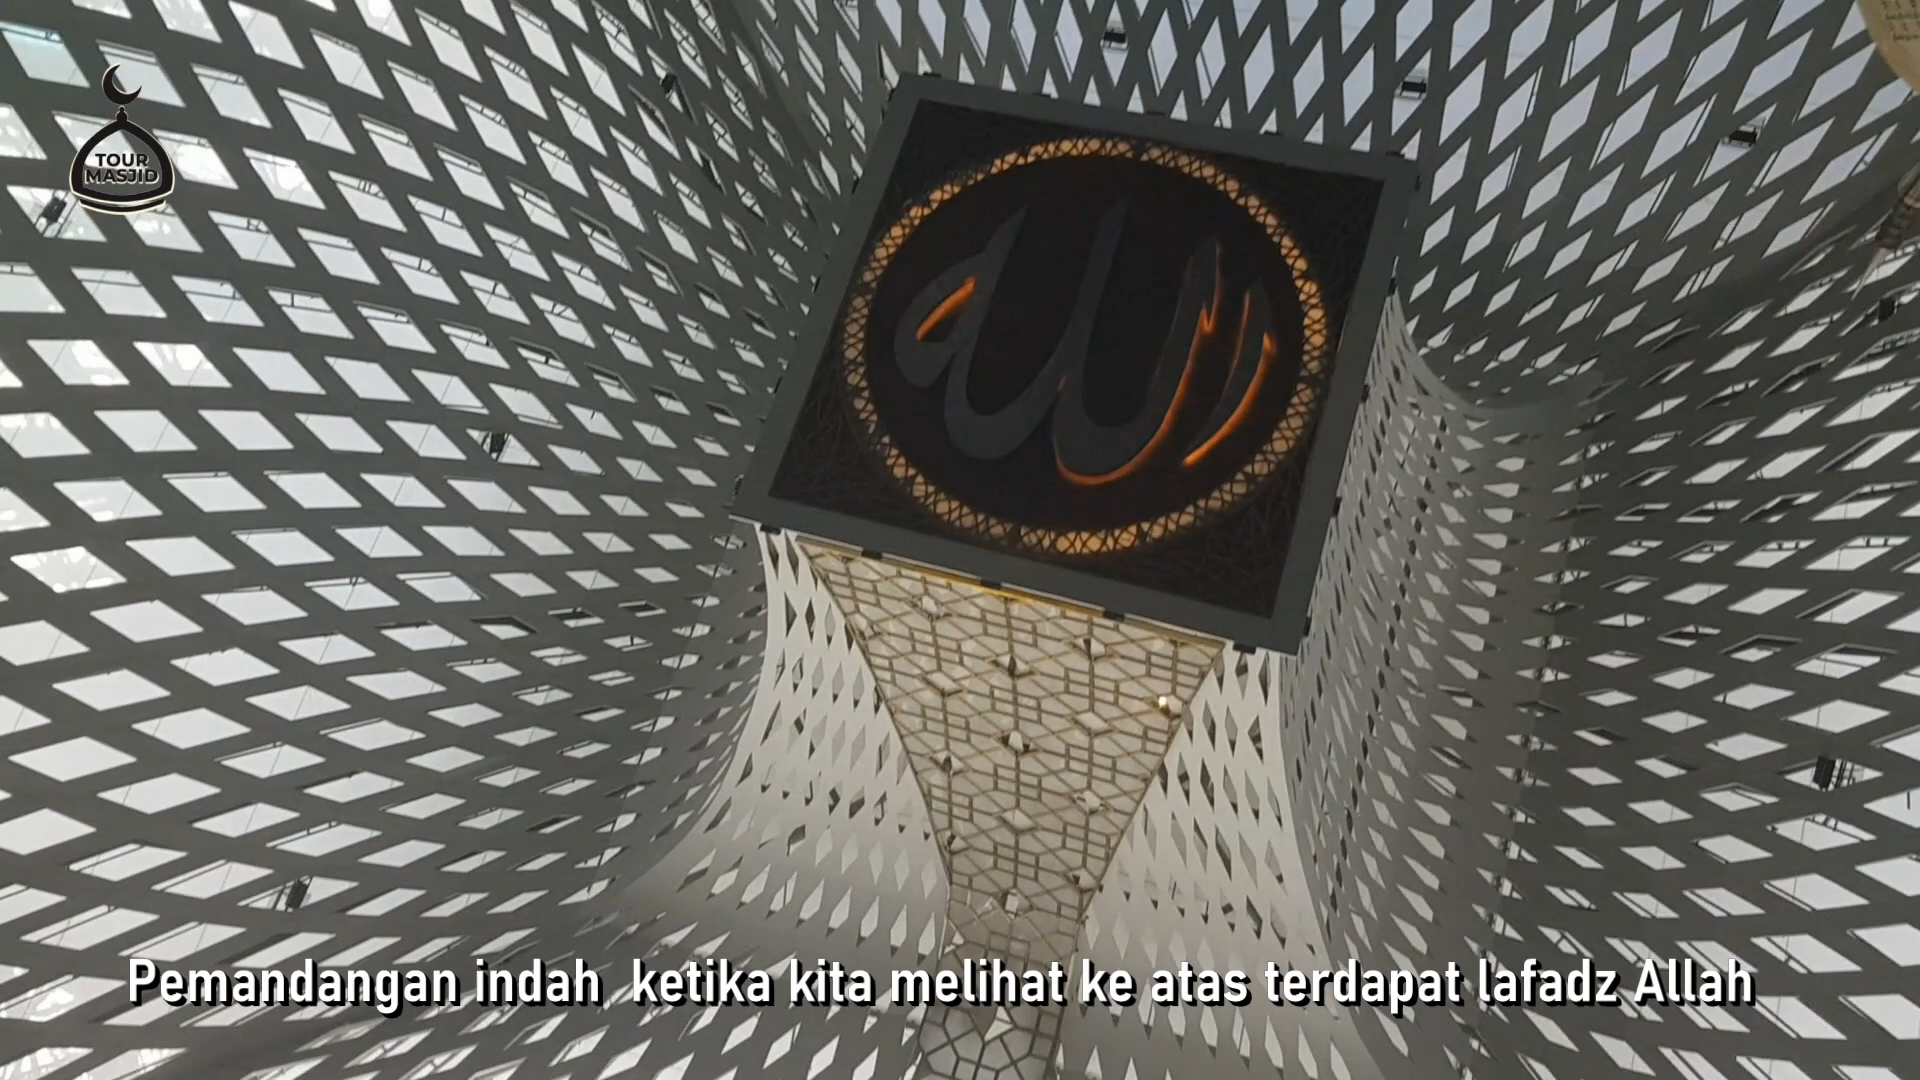 TOUR
MASJID
الله
Pemandangan indah  ketika kita melihat ke atas terdapat lafadz Allah